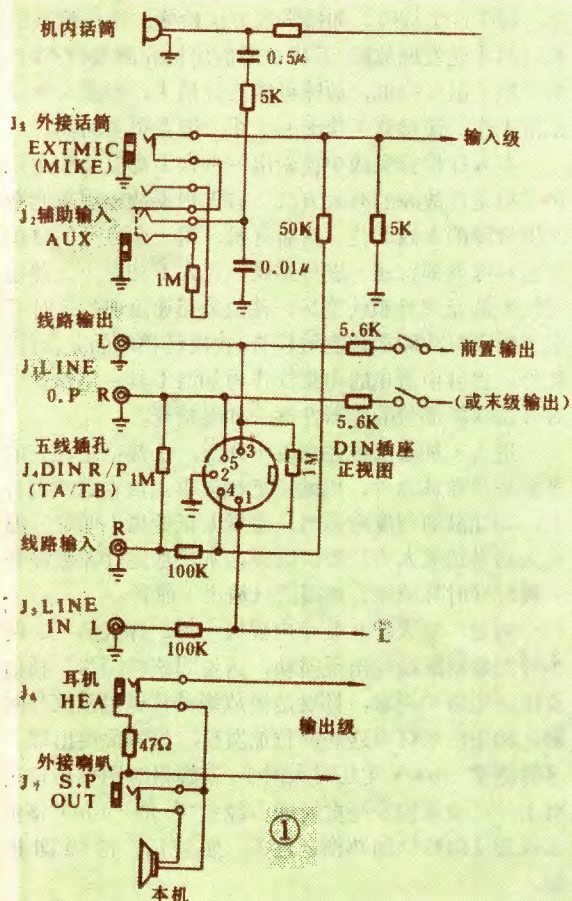 机内话筒
0.5μ
5K
J₁ 外接话筒
EXTMIC
(MIKE)
输入级
J₂辅助输入
AUX
50K
5K
1M
0.01μ
线路输出
L
5.6K
前置输出
J₃LINE
O.P R
(或末级输出)
5.6K
五线插孔
J₄DINR/P
(TA/TB)
1M
3
5
2
4
1
1M
DIN插座
正视图
R
线路输入
100K
J₅LINE
IN L
100K
L
J₆
耳机
HEA
47Ω
输出级
外接喇叭
J₇ S.P
OUT
①
本机